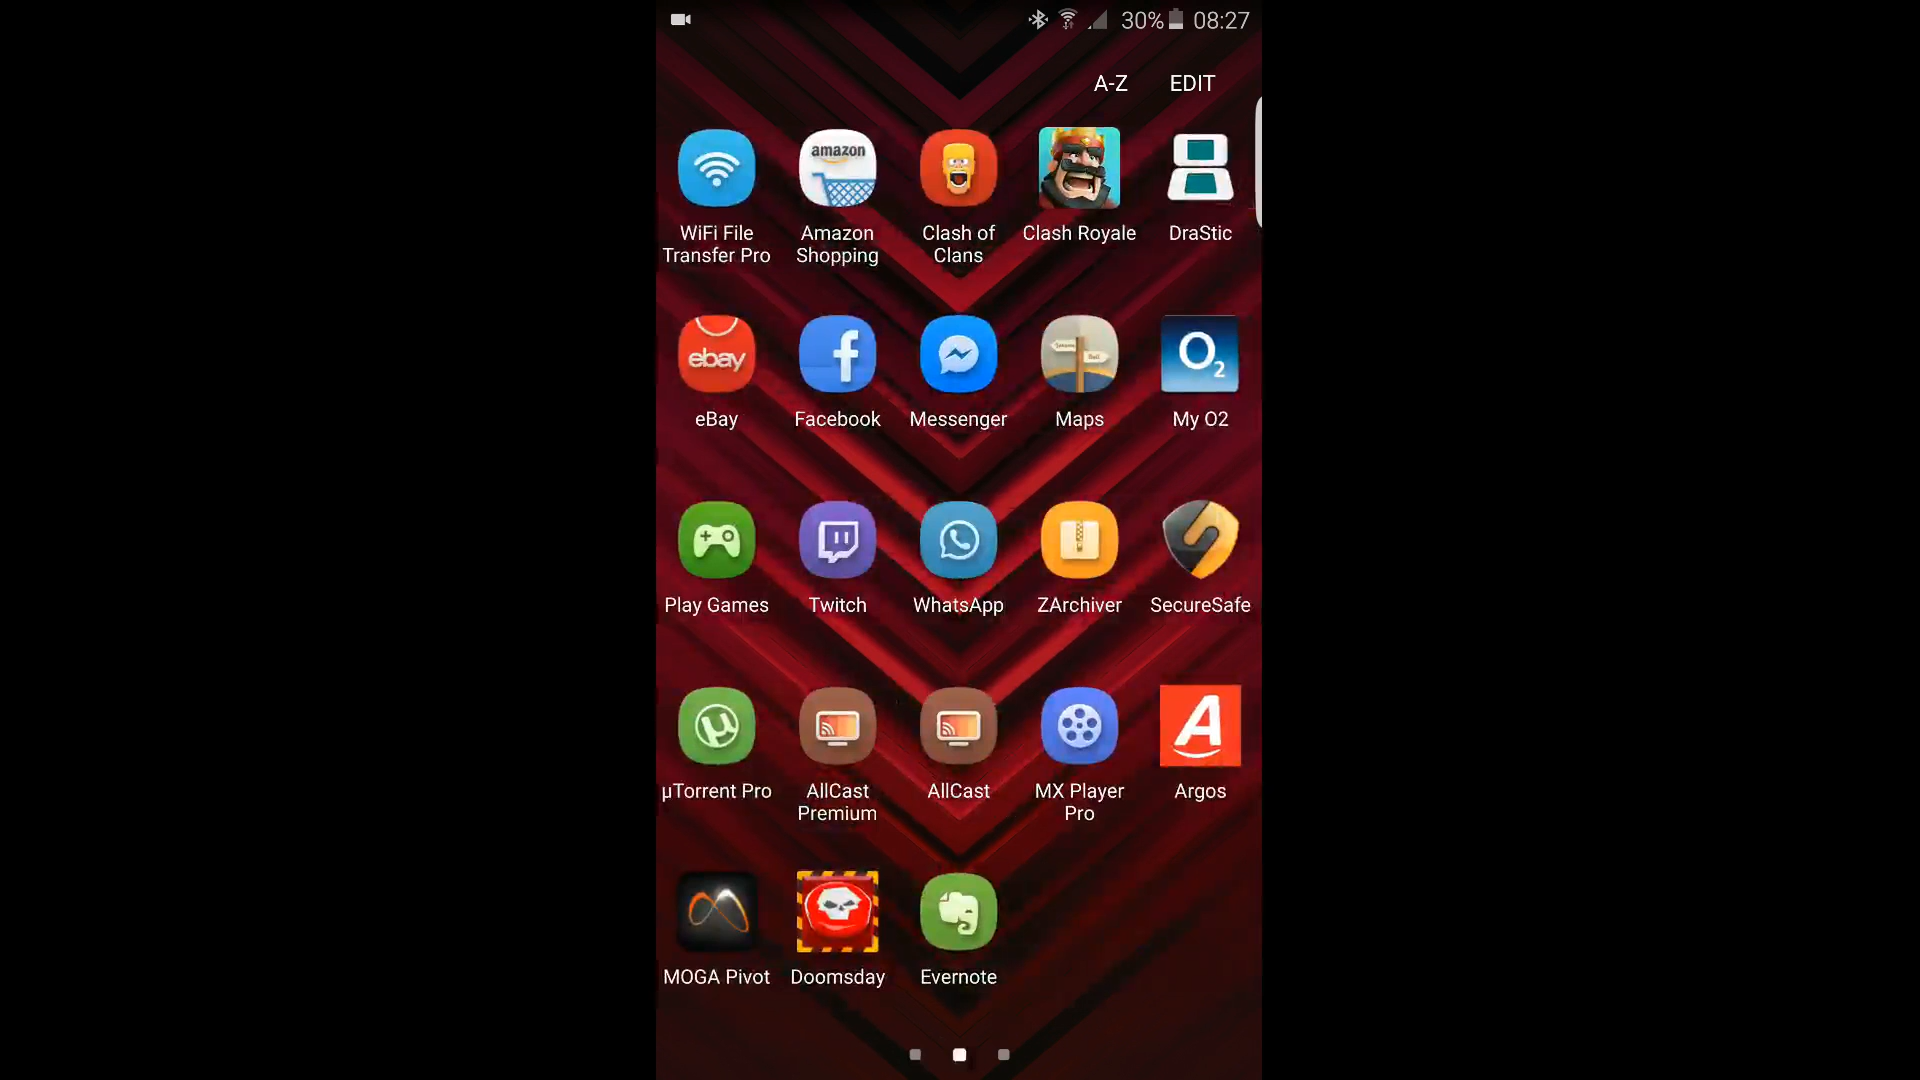 30% 08:27
A-Z EDIT
amazon
WiFi File
Transfer Pro
Amazon
Shopping
Clash of
Clans
Clash Royale
DraStic
ebay
O2
eBay
Facebook
Messenger
Maps
My O2
Play Games
Twitch
WhatsApp
ZArchiver
SecureSafe
A
µTorrent Pro
AllCast
Premium
AllCast
MX Player
Pro
Argos
MOGA Pivot
Doomsday
Evernote